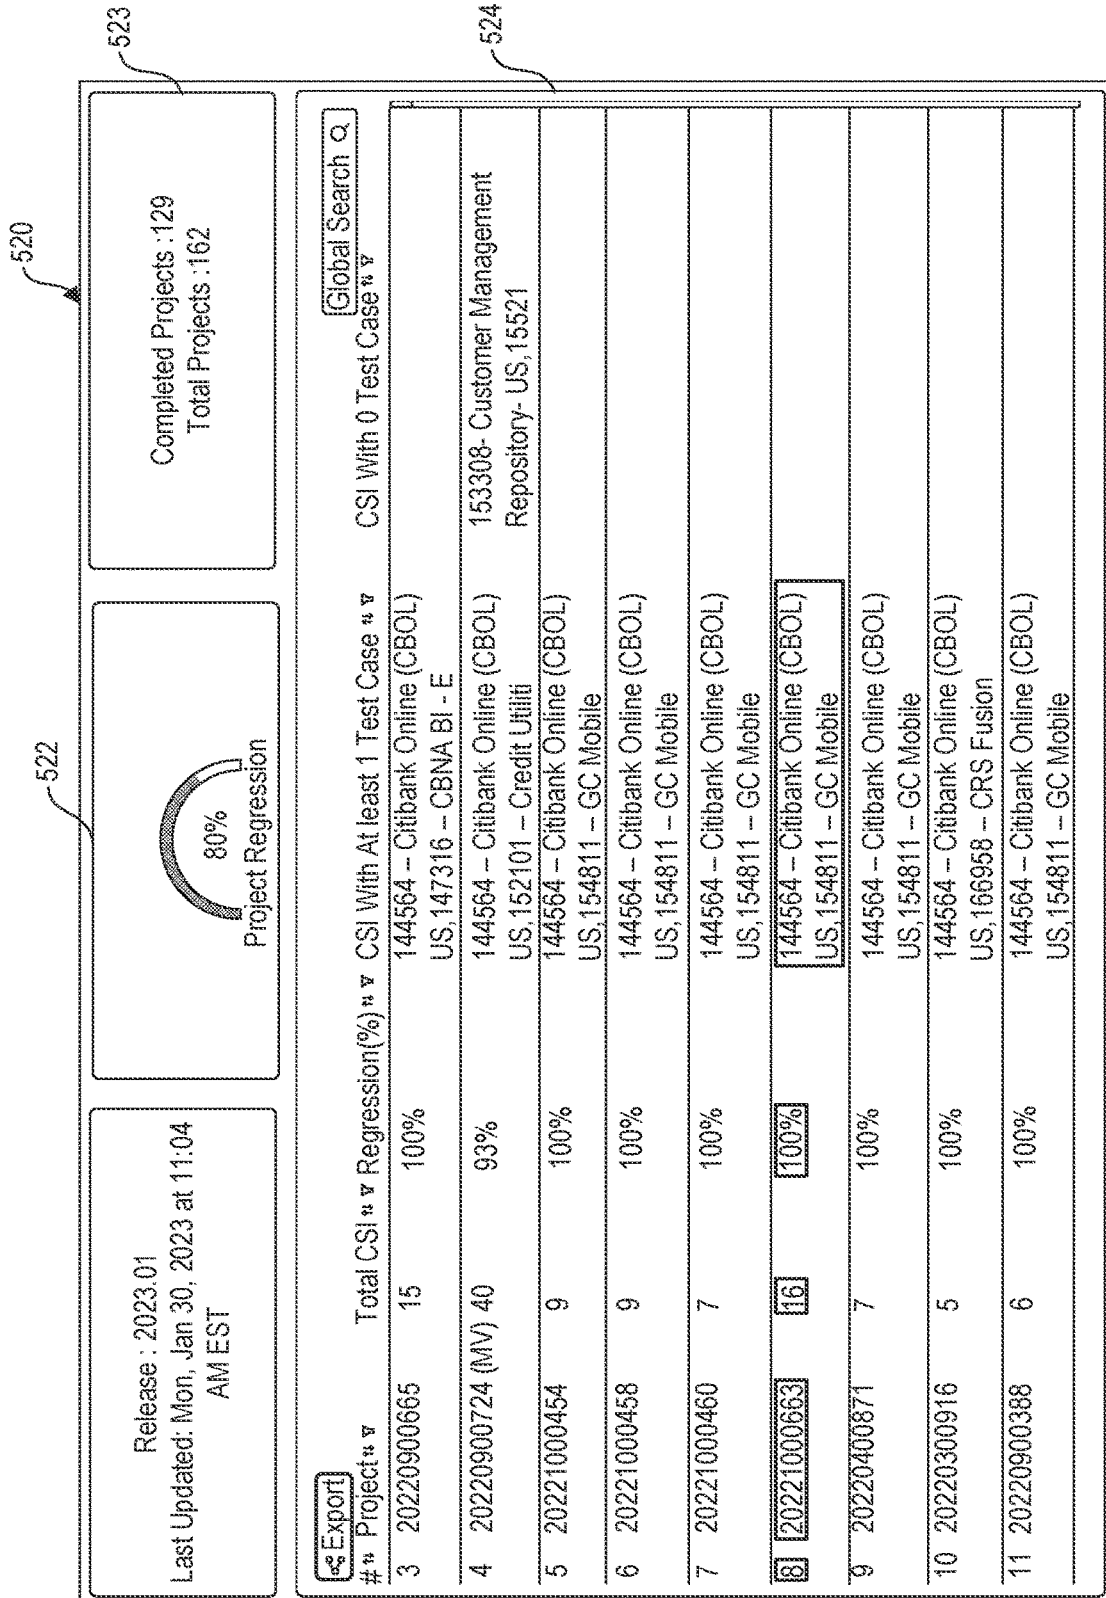 520
522
523
Release : 2023.01
Last Updated: Mon, Jan 30, 2023 at 11:04
AM EST
80%
Project Regression
Completed Projects :129
Total Projects :162
524
Export
Global Search
# Project Total CSI Regression(%) CSI With At least 1 Test Case CSI With 0 Test Case
3 20220900665 15 100% 144564 – Citibank Online (CBOL)
US,147316 – CBNA BI - E
4 20220900724 (MV) 40 93% 144564 – Citibank Online (CBOL) 153308- Customer Management
US,152101 – Credit Utiliti Repository- US,15521
5 20221000454 9 100% 144564 – Citibank Online (CBOL)
US,154811 – GC Mobile
6 20221000458 9 100% 144564 – Citibank Online (CBOL)
US,154811 – GC Mobile
7 20221000460 7 100% 144564 – Citibank Online (CBOL)
US,154811 – GC Mobile
8 20221000663 16 100% 144564 – Citibank Online (CBOL)
US,154811 – GC Mobile
9 20220400871 7 100% 144564 – Citibank Online (CBOL)
US,154811 – GC Mobile
10 20220300916 5 100% 144564 – Citibank Online (CBOL)
US,166958 – CRS Fusion
11 20220900388 6 100% 144564 – Citibank Online (CBOL)
US,154811 – GC Mobile